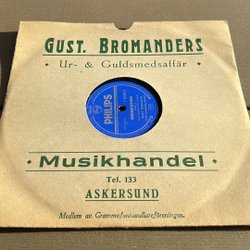 GUST. BROMANDERS
Ur- & Guldsmedsaffär
PHILIPS
Musikhandel
Tel. 133
ASKERSUND
Medlem av Grammofonhandlareföreningen.